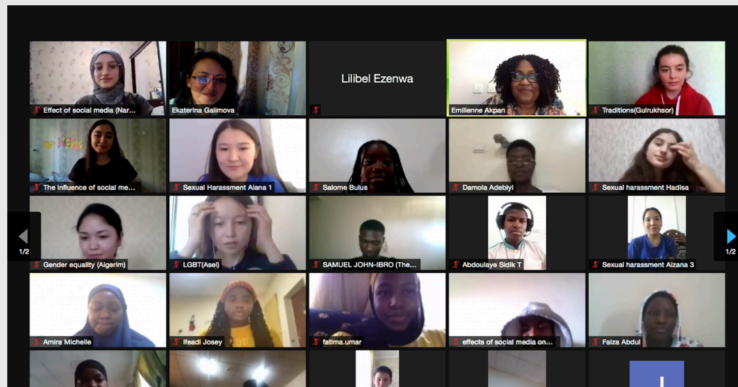 Effect of social media (Nar...
Ekaterina Galimova
Lilibel Ezenwa
Emilienne Akpan
Traditions(Gulrukhsor)
The influence of social me...
Sexual Harassment Aiana 1
Salome Bulus
Damola Adebiyi
Sexual harassment Hadisa
1/2
Gender equality (Aigerim)
LGBT(Asel)
SAMUEL JOHN-IBRO (The...
Abdoulaye Sidik T
Sexual harassment Aizana 3
1/2
Amira Michelle
Ifeadi Josey
fatima.umar
effects of social media on...
Faiza Abdul